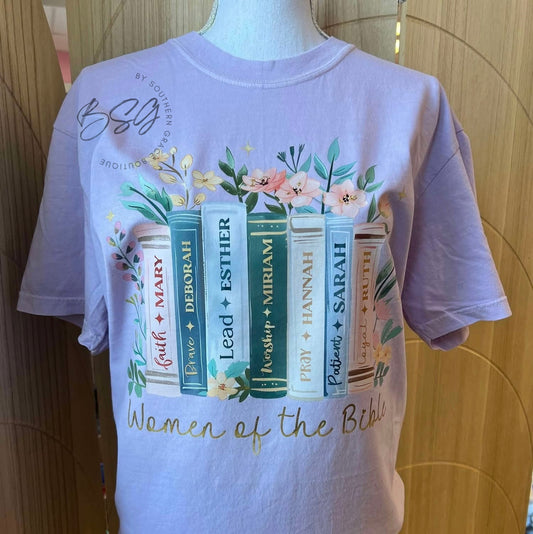 BSG
BY SOUTHERN GRACE BOUTIQUE
faith ✦ MARY
Brave ✦ DEBORAH
Lead ✦ ESTHER
Worship ✦ MIRIAM
PRAY ✦ HANNAH
Patient ✦ SARAH
Loyal ✦ RUTH
Women of the Bible